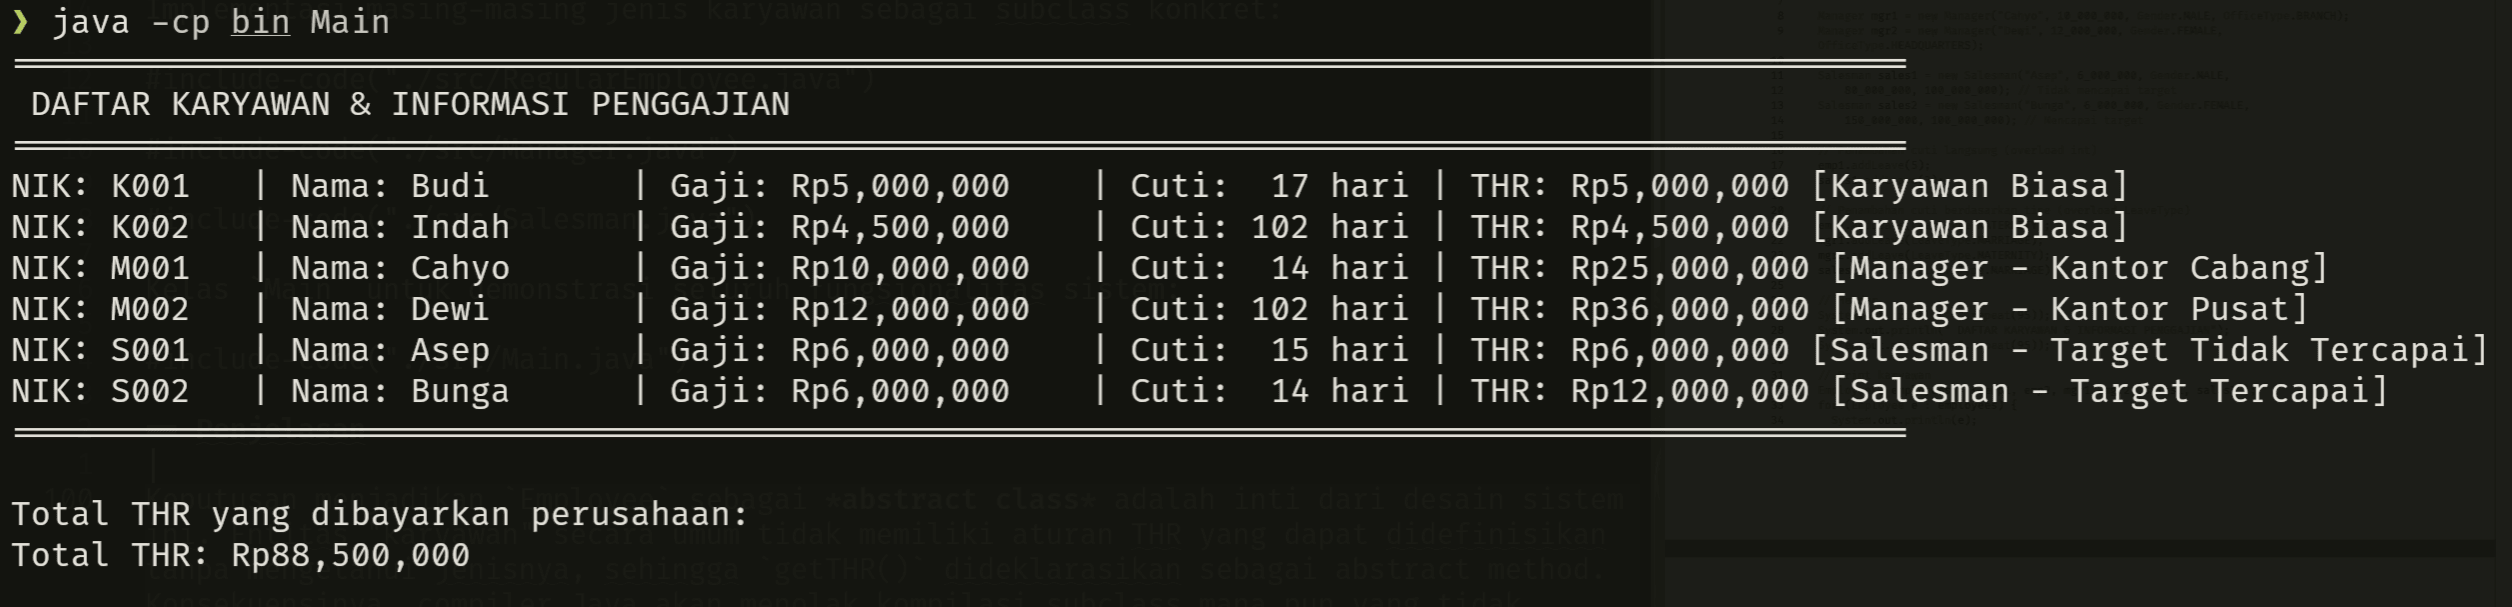 ❯ java -cp bin Main
DAFTAR KARYAWAN & INFORMASI PENGGAJIAN
NIK: K001   | Nama: Budi       | Gaji: Rp5,000,000    | Cuti:  17 hari | THR: Rp5,000,000 [Karyawan Biasa]
NIK: K002   | Nama: Indah      | Gaji: Rp4,500,000    | Cuti: 102 hari | THR: Rp4,500,000 [Karyawan Biasa]
NIK: M001   | Nama: Cahyo      | Gaji: Rp10,000,000   | Cuti:  14 hari | THR: Rp25,000,000 [Manager - Kantor Cabang]
NIK: M002   | Nama: Dewi       | Gaji: Rp12,000,000   | Cuti: 102 hari | THR: Rp36,000,000 [Manager - Kantor Pusat]
NIK: S001   | Nama: Asep       | Gaji: Rp6,000,000    | Cuti:  15 hari | THR: Rp6,000,000 [Salesman - Target Tidak Tercapai]
NIK: S002   | Nama: Bunga      | Gaji: Rp6,000,000    | Cuti:  14 hari | THR: Rp12,000,000 [Salesman - Target Tercapai]
Total THR yang dibayarkan perusahaan:
Total THR: Rp88,500,000